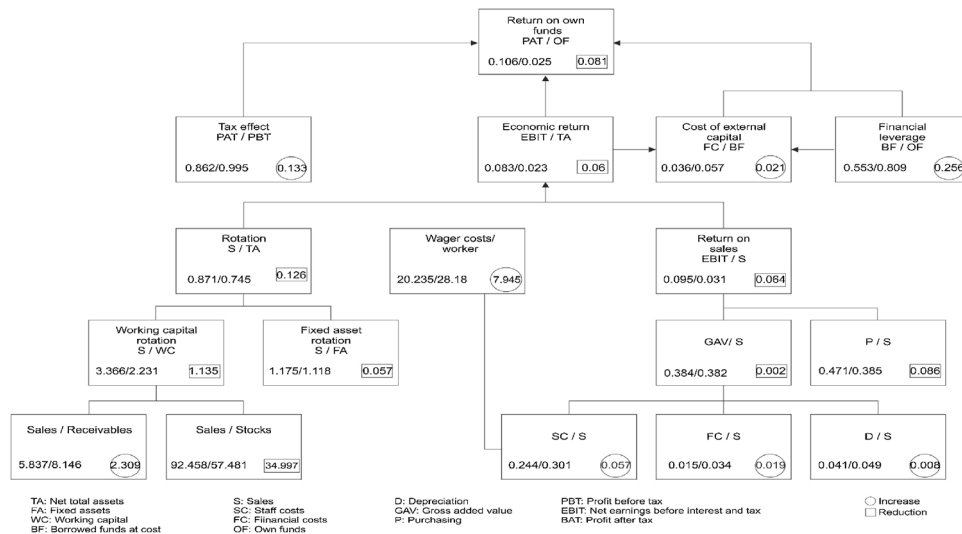 Return on own
funds
PAT / OF
0.106/0.025 0.081
Tax effect
PAT / PBT
0.862/0.995 0.133
Economic return
EBIT / TA
0.083/0.023 0.06
Cost of external
capital
FC / BF
0.036/0.057 0.021
Financial
leverage
BF / OF
0.553/0.809 0.256
Rotation
S / TA
0.871/0.745 0.126
Wager costs/
worker
20.235/28.18 7.945
Return on
sales
EBIT / S
0.095/0.031 0.064
Working capital
rotation
S / WC
3.366/2.231 1.135
Fixed asset
rotation
S / FA
1.175/1.118 0.057
GAV/ S
0.384/0.382 0.002
P / S
0.471/0.385 0.086
Sales / Receivables
5.837/8.146 2.309
Sales / Stocks
92.458/57.481 34.997
SC / S
0.244/0.301 0.057
FC / S
0.015/0.034 0.019
D / S
0.041/0.049 0.008
TA: Net total assets
FA: Fixed assets
WC: Working capital
BF: Borrowed funds at cost
S: Sales
SC: Staff costs
FC: Fiinancial costs
OF: Own funds
D: Depreciation
GAV: Gross added value
P: Purchasing
PBT: Profit before tax
EBIT: Net earnings before interest and tax
BAT: Profit after tax
Increase
Reduction